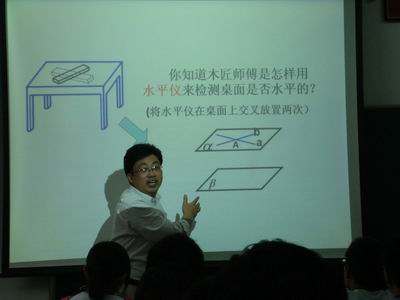 你知道木匠师傅是怎样用
水平仪来检测桌面是否水平的？
(将水平仪在桌面上交叉放置两次)
b
α A a
β